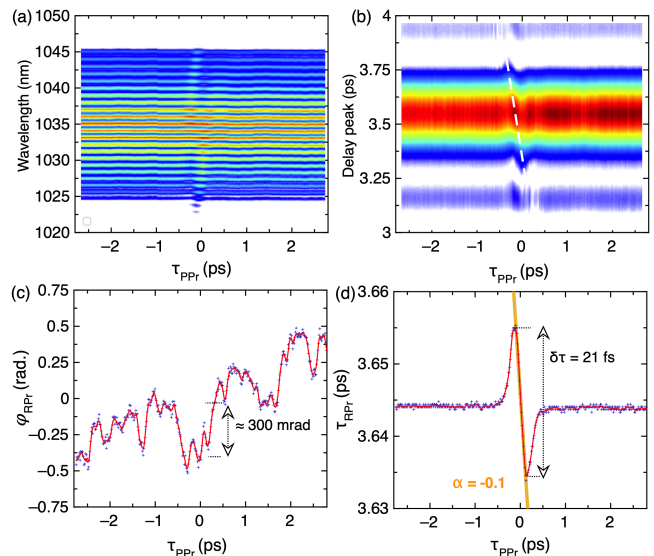 (a)
1050
1045
1040
1035
1030
1025
1020
Wavelength (nm)
−2 −1 0 1 2
τPPr (ps)
(b)
4
3.75
3.5
3.25
3
Delay peak (ps)
−2 −1 0 1 2
τPPr (ps)
(c)
0.75
0.5
0.25
0
−0.25
−0.5
−0.75
φRPr (rad.)
≈ 300 mrad
−2 −1 0 1 2
τPPr (ps)
(d)
3.66
3.655
3.644
3.63
τRPr (ps)
δτ = 21 fs
α = -0.1
−2 −1 0 1 2
τPPr (ps)